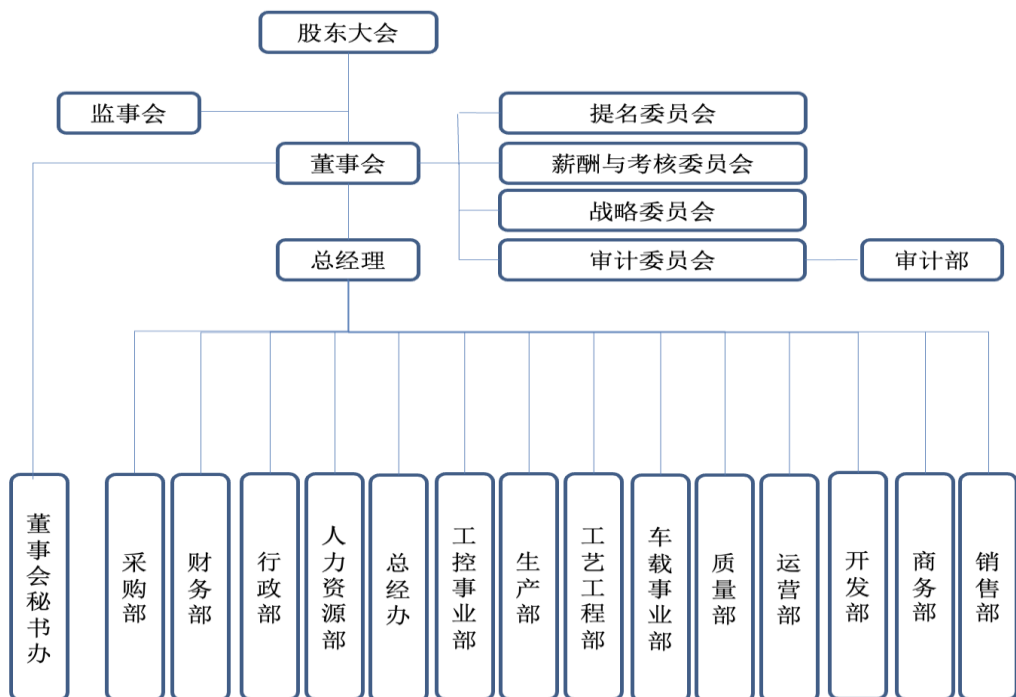 股东大会
监事会
提名委员会
董事会
薪酬与考核委员会
战略委员会
总经理
审计委员会
审计部
董事会秘书办
采购部
财务部
行政部
人力资源部
总经办
工控事业部
生产部
工艺工程部
车载事业部
质量部
运营部
开发部
商务部
销售部